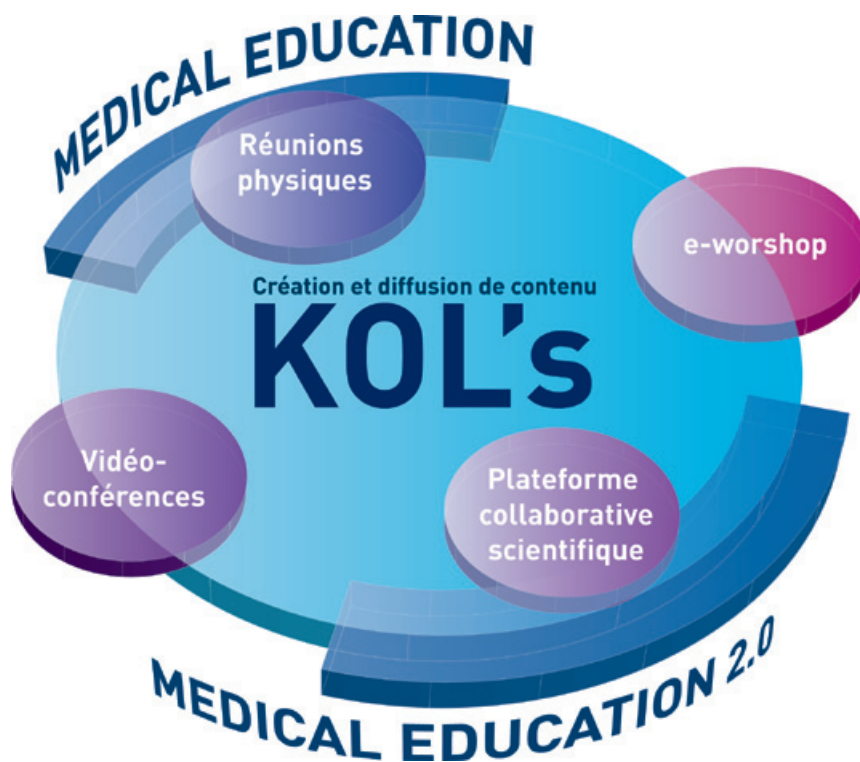 MEDICAL EDUCATION
Réunions
physiques
e-worshop
Création et diffusion de contenu
KOL's
Vidéo-
conférences
Plateforme
collaborative
scientifique
MEDICAL EDUCATION 2.0